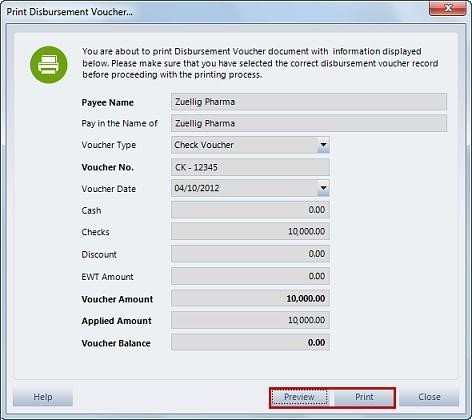 Print Disbursement Voucher...
You are about to print Disbursement Voucher document with information displayed
below. Please make sure that you have selected the correct disbursement voucher record
before proceeding with the printing process.
Payee Name Zuellig Pharma
Pay in the Name of Zuellig Pharma
Voucher Type Check Voucher
Voucher No. CK - 12345
Voucher Date 04/10/2012
Cash 0.00
Checks 10,000.00
Discount 0.00
EWT Amount 0.00
Voucher Amount 10,000.00
Applied Amount 10,000.00
Voucher Balance 0.00
Help Preview Print Close